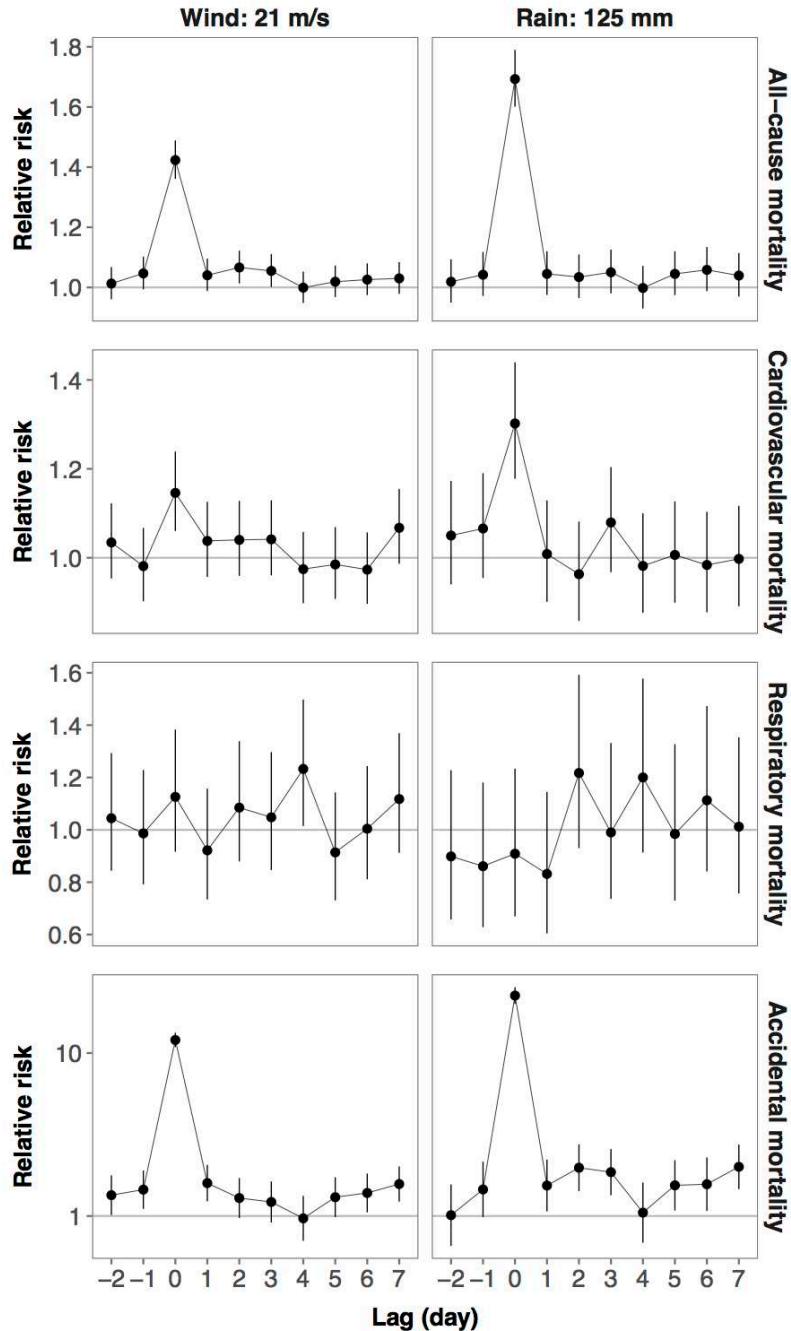 Wind: 21 m/s
Rain: 125 mm
1.8
1.6
1.4
1.2
1.0
Relative risk
All−cause mortality
1.4
1.2
1.0
Relative risk
Cardiovascular mortality
1.6
1.4
1.2
1.0
0.8
0.6
Relative risk
Respiratory mortality
10
1
Relative risk
Accidental mortality
−2 −1 0 1 2 3 4 5 6 7
−2 −1 0 1 2 3 4 5 6 7
Lag (day)